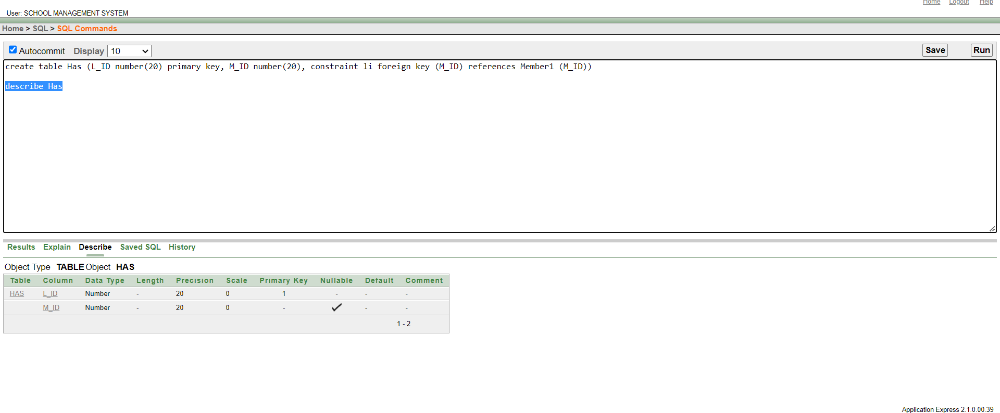 Home Logout Help
User: SCHOOL MANAGEMENT SYSTEM
Home > SQL > SQL Commands
Autocommit Display 10 Save Run
create table Has (L_ID number(20) primary key, M_ID number(20), constraint li foreign key (M_ID) references Member1 (M_ID))
describe Has
Results Explain Describe Saved SQL History
Object Type TABLE Object HAS
Table Column Data Type Length Precision Scale Primary Key Nullable Default Comment
HAS L_ID Number - 20 0 1 - - -
M_ID Number - 20 0 - - -
1 - 2
Application Express 2.1.0.00.39